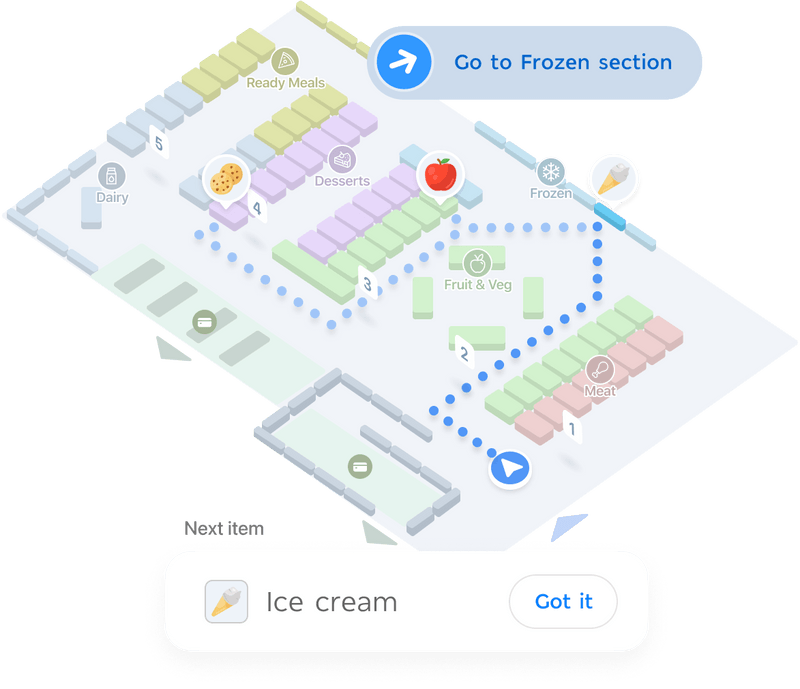 Go to Frozen section
Ready Meals
5
Dairy
Desserts
4
Frozen
3
Fruit & Veg
2
Meat
1
Next item
Ice cream
Got it